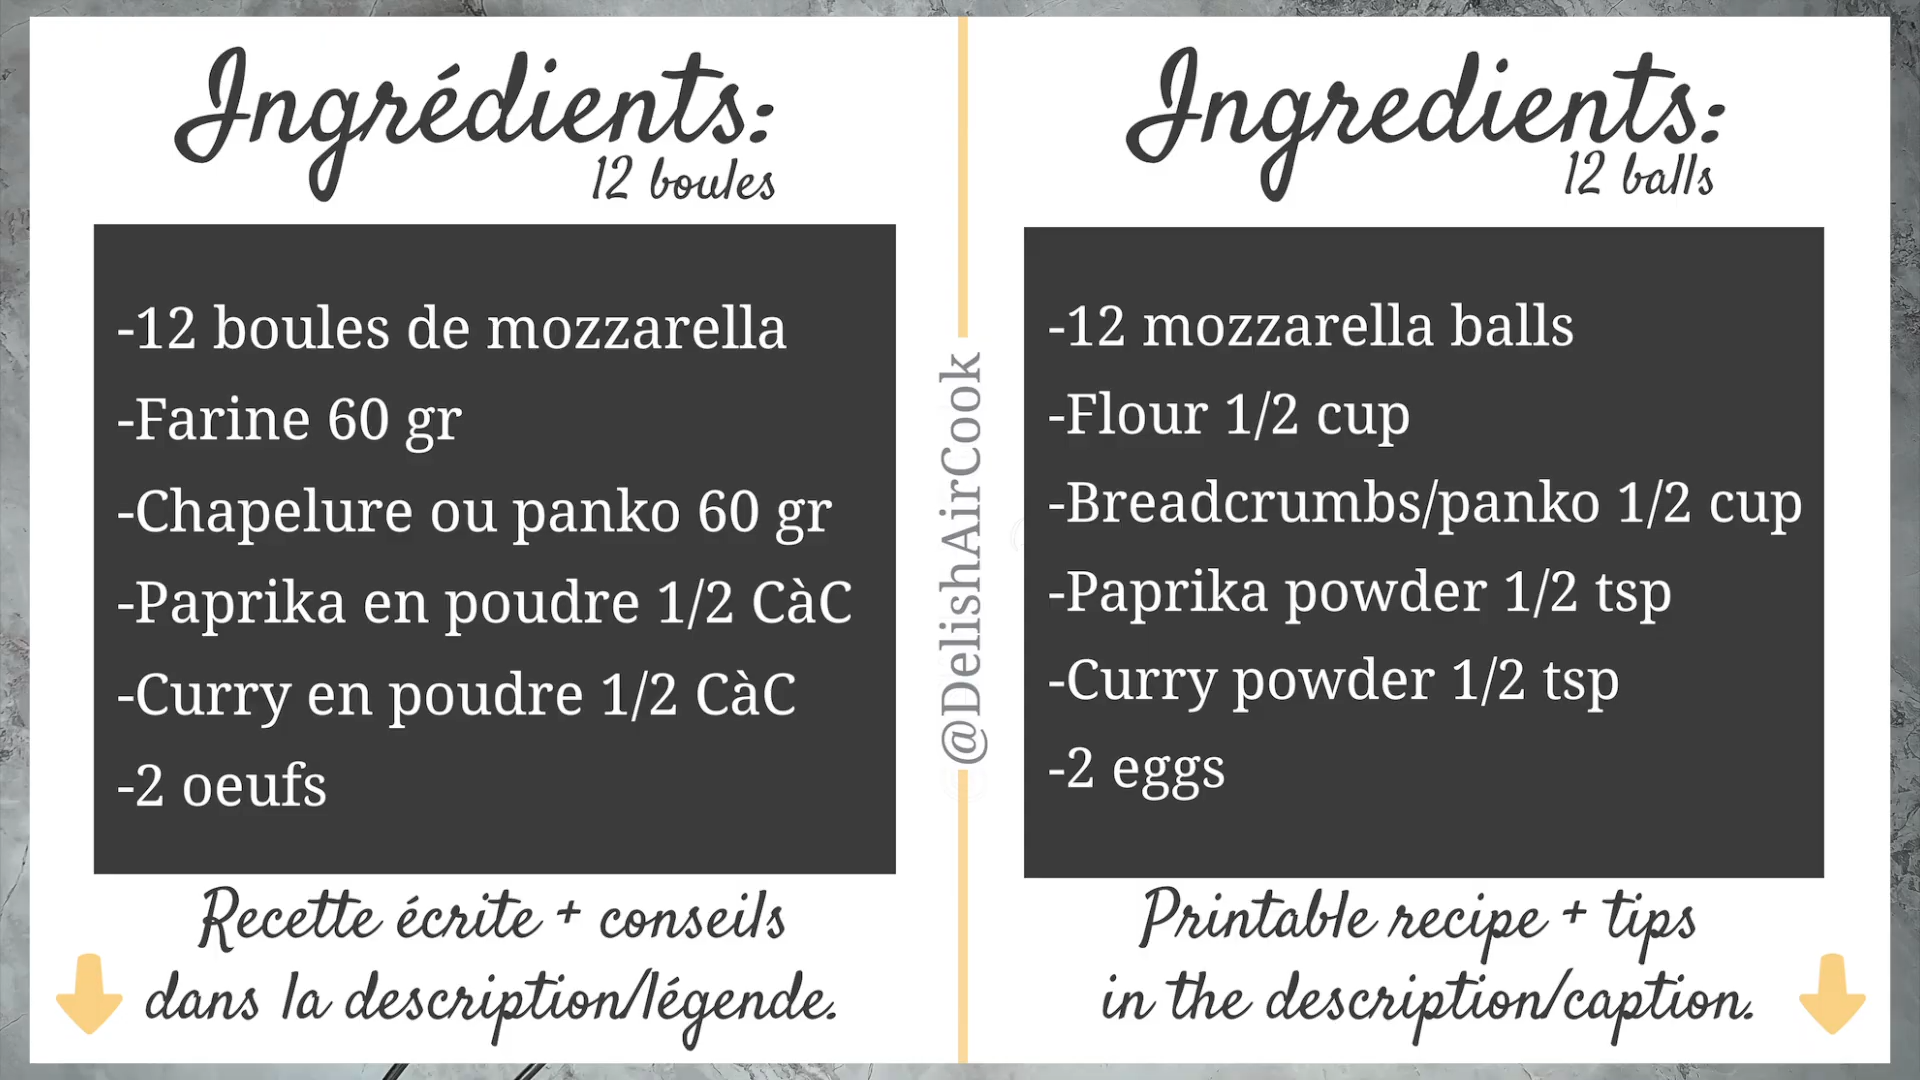 Ingrédients:
12 boules
-12 boules de mozzarella
-Farine 60 gr
-Chapelure ou panko 60 gr
-Paprika en poudre 1/2 CàC
-Curry en poudre 1/2 CàC
-2 oeufs
Recette écrite + conseils
dans la description/légende.
@DelishAirCook
Ingredients:
12 balls
-12 mozzarella balls
-Flour 1/2 cup
-Breadcrumbs/panko 1/2 cup
-Paprika powder 1/2 tsp
-Curry powder 1/2 tsp
-2 eggs
Printable recipe + tips
in the description/caption.